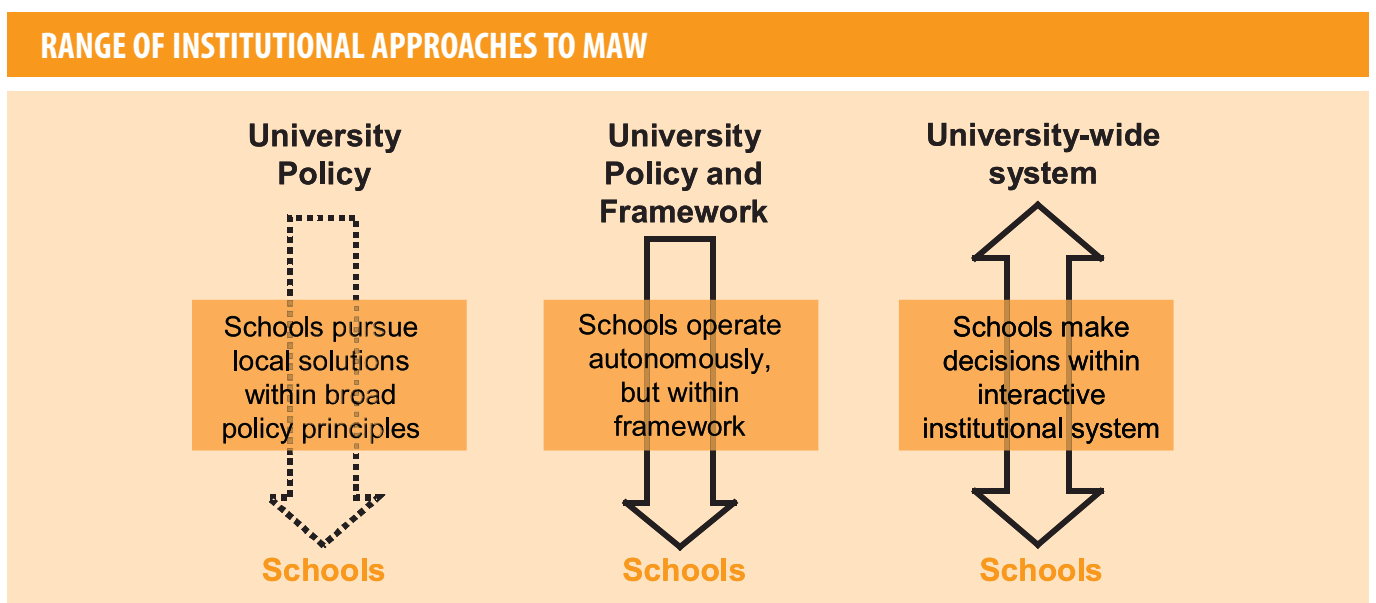 RANGE OF INSTITUTIONAL APPROACHES TO MAW
University
Policy
Schools pursue
local solutions
within broad
policy principles
Schools
University
Policy and
Framework
Schools operate
autonomously,
but within
framework
Schools
University-wide
system
Schools make
decisions within
interactive
institutional system
Schools